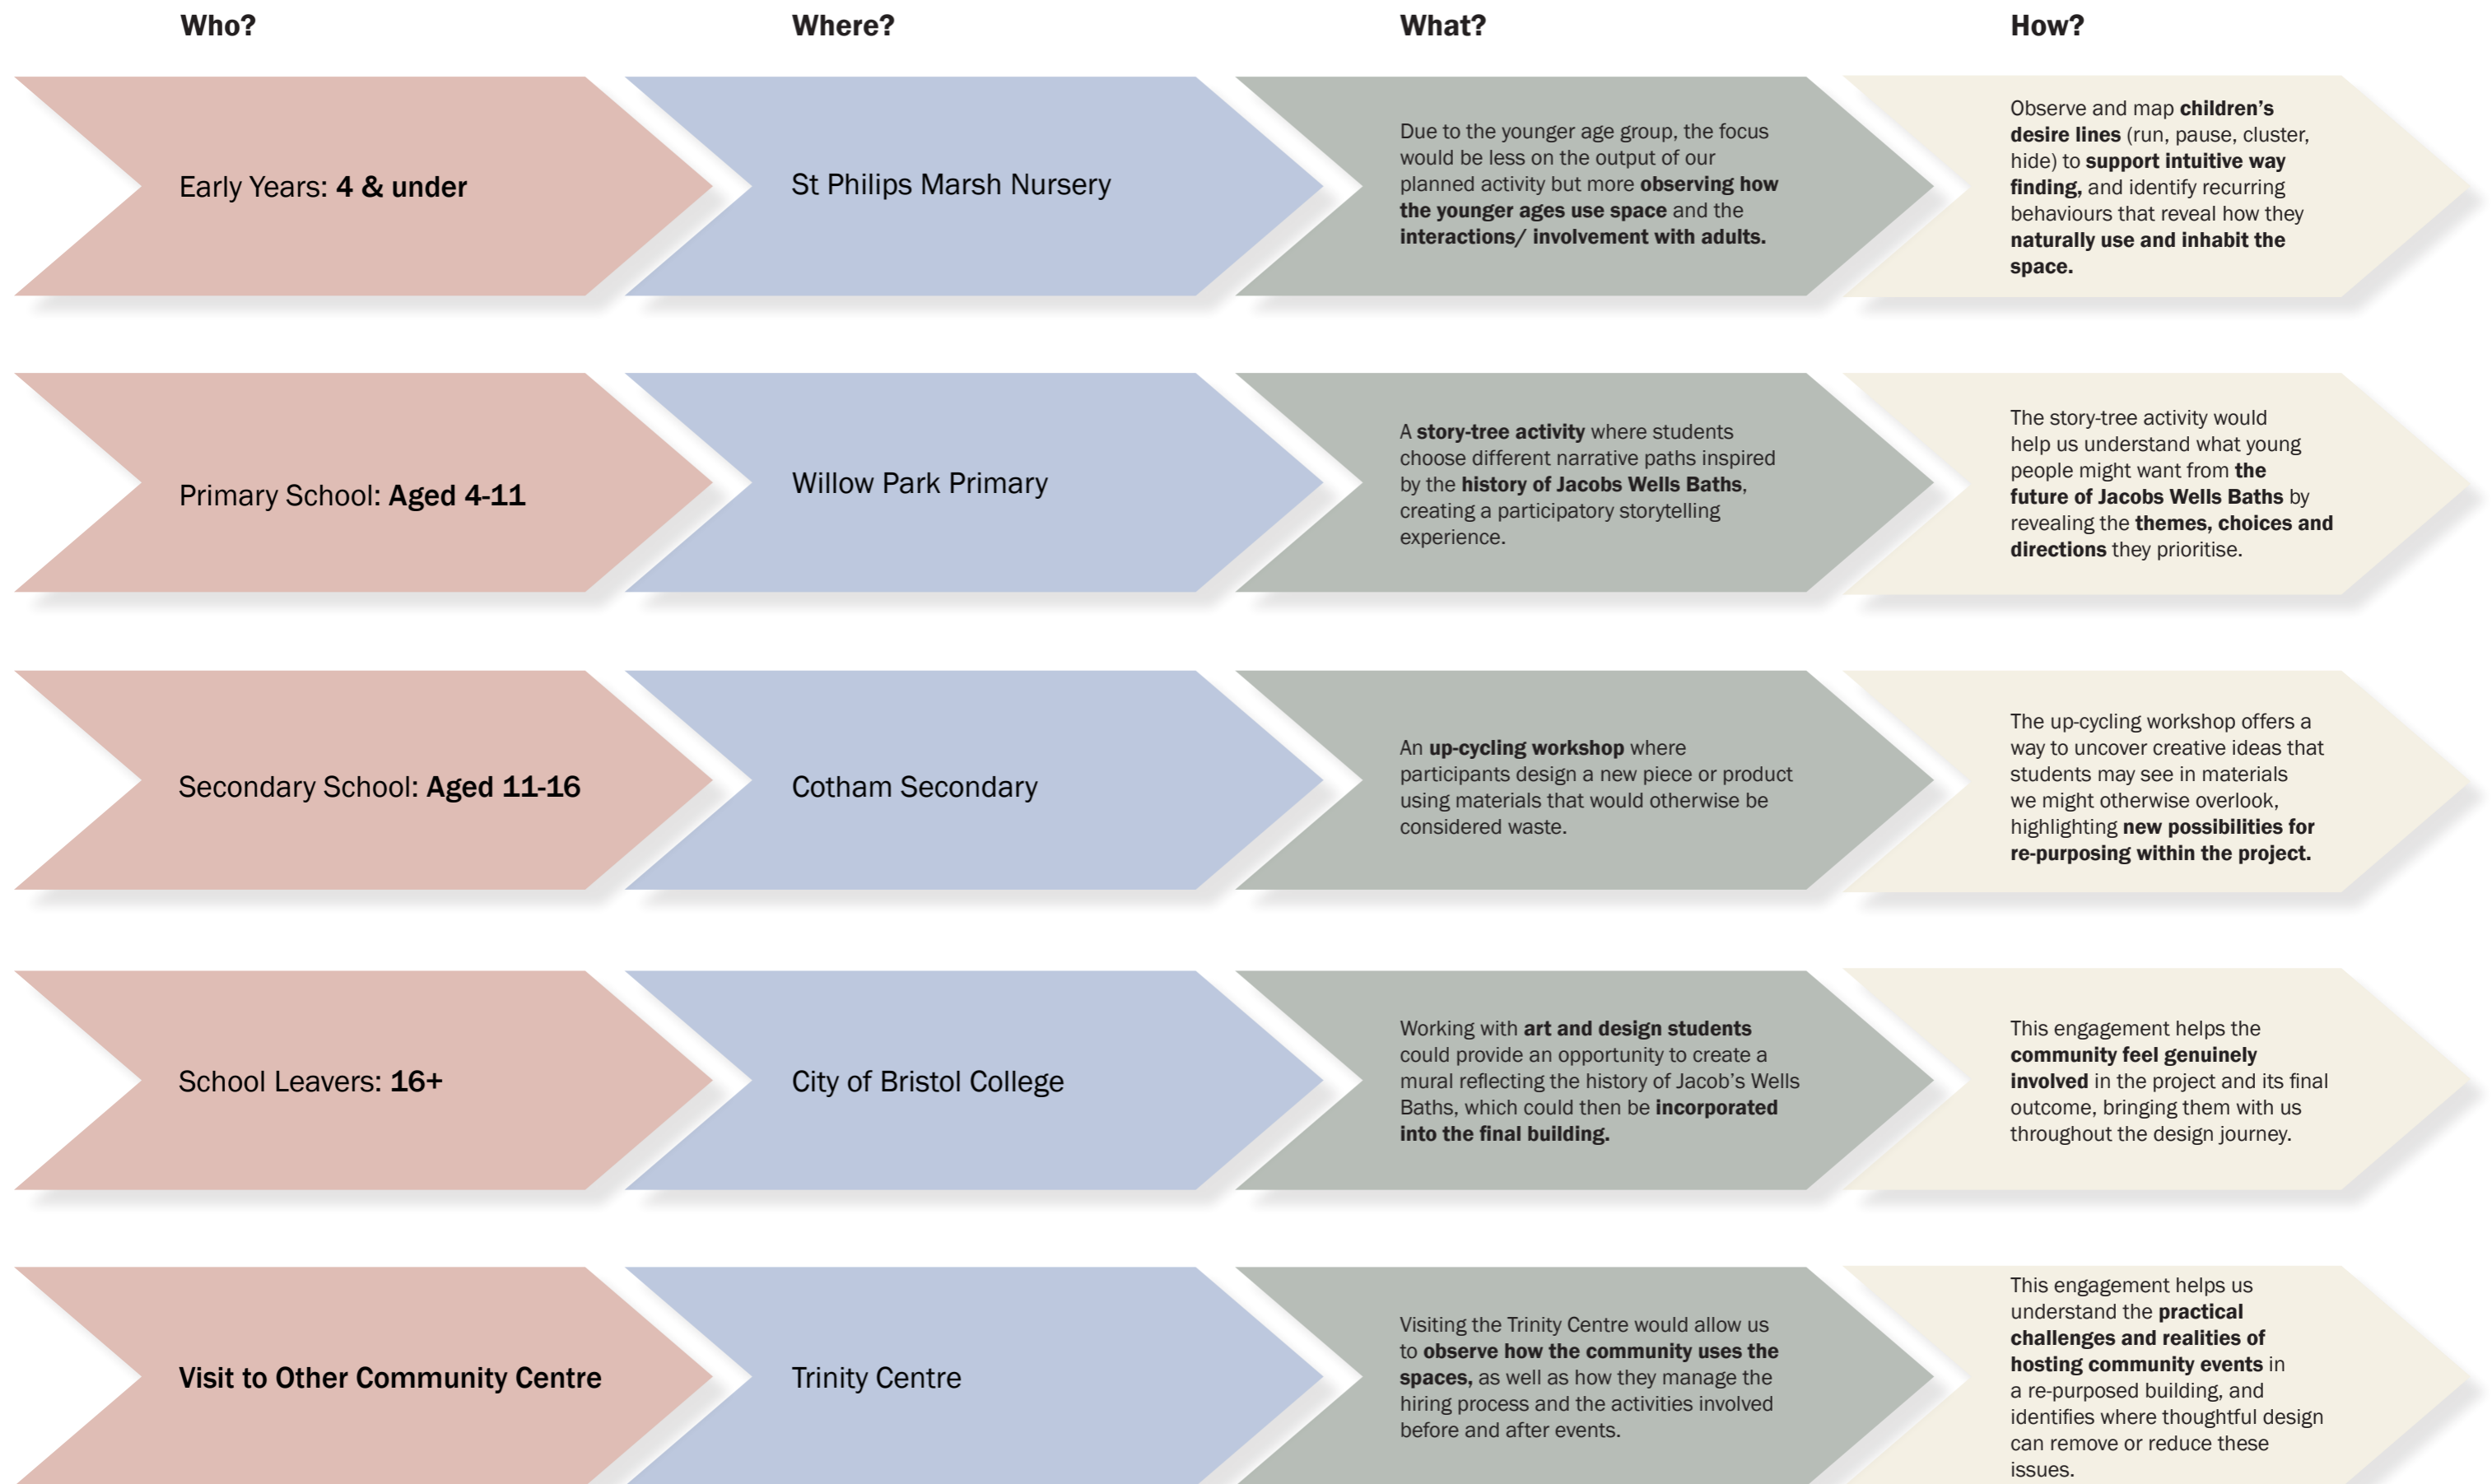 Who?
Where?
What?
How?
Early Years: 4 & under
St Philips Marsh Nursery
Due to the younger age group, the focus
would be less on the output of our
planned activity but more observing how
the younger ages use space and the
interactions/ involvement with adults.
Observe and map children's
desire lines (run, pause, cluster,
hide) to support intuitive way
finding, and identify recurring
behaviours that reveal how they
naturally use and inhabit the
space.
Primary School: Aged 4-11
Willow Park Primary
A story-tree activity where students
choose different narrative paths inspired
by the history of Jacobs Wells Baths,
creating a participatory storytelling
experience.
The story-tree activity would
help us understand what young
people might want from the
future of Jacobs Wells Baths by
revealing the themes, choices and
directions they prioritise.
Secondary School: Aged 11-16
Cotham Secondary
An up-cycling workshop where
participants design a new piece or product
using materials that would otherwise be
considered waste.
The up-cycling workshop offers a
way to uncover creative ideas that
students may see in materials
we might otherwise overlook,
highlighting new possibilities for
re-purposing within the project.
School Leavers: 16+
City of Bristol College
Working with art and design students
could provide an opportunity to create a
mural reflecting the history of Jacob's Wells
Baths, which could then be incorporated
into the final building.
This engagement helps the
community feel genuinely
involved in the project and its final
outcome, bringing them with us
throughout the design journey.
Visit to Other Community Centre
Trinity Centre
Visiting the Trinity Centre would allow us
to observe how the community uses the
spaces, as well as how they manage the
hiring process and the activities involved
before and after events.
This engagement helps us
understand the practical
challenges and realities of
hosting community events in
a re-purposed building, and
identifies where thoughtful design
can remove or reduce these
issues.